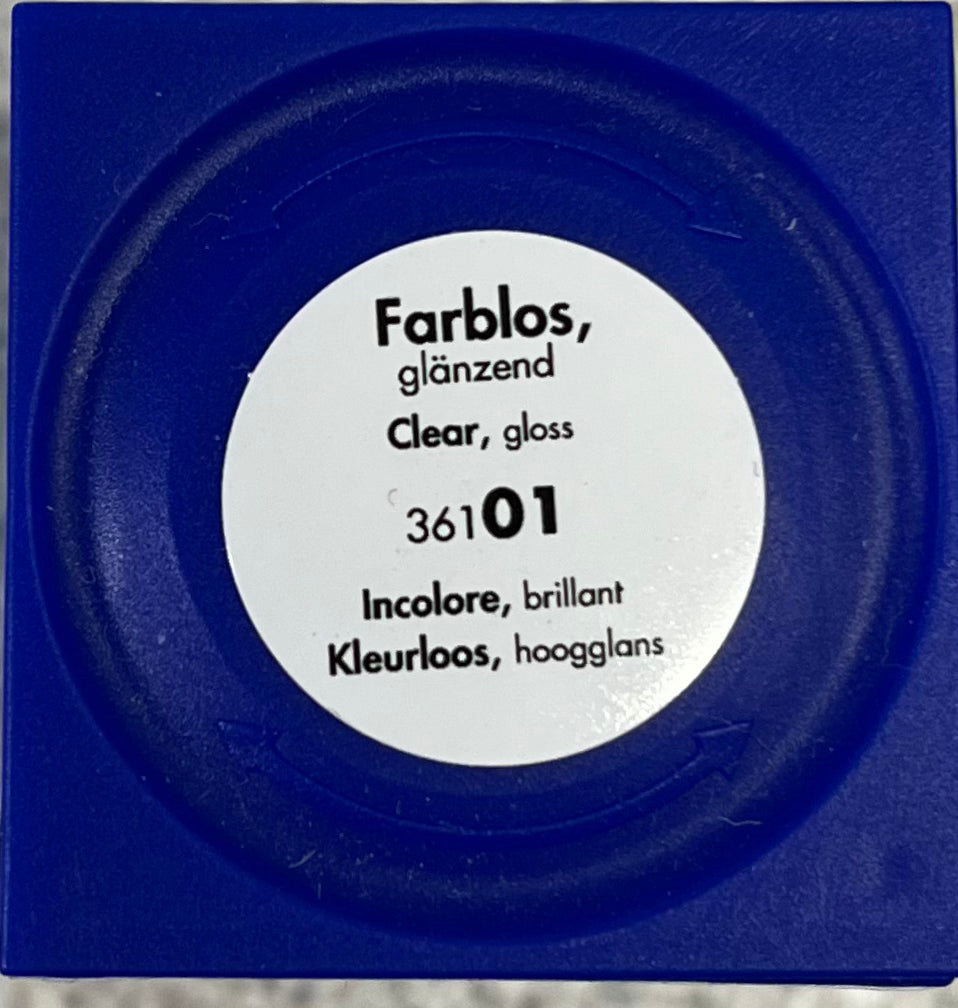 Farblos,
glänzend
Clear, gloss
36101
Incolore, brillant
Kleurloos, hoogglans